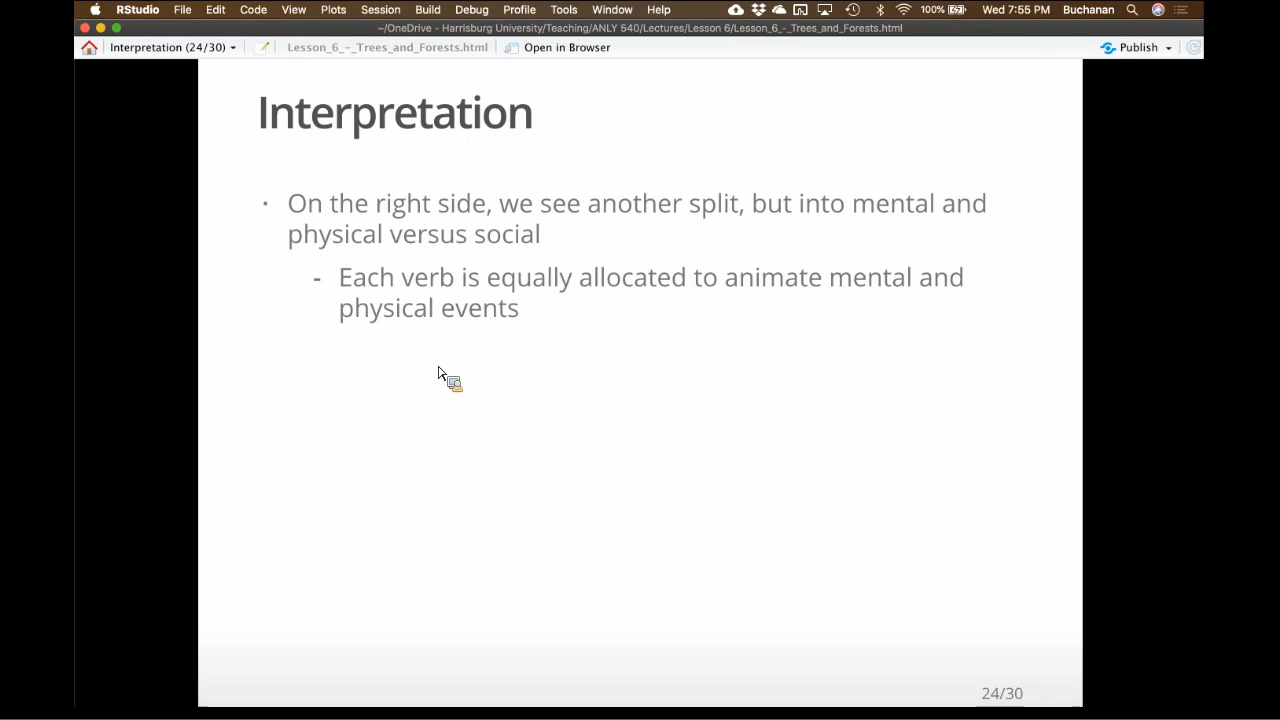 RStudio File Edit Code View Plots Session Build Debug Profile Tools Window Help 100% Wed 7:55 PM Buchanan
~/OneDrive - Harrisburg University/Teaching/ANLY 540/Lectures/Lesson 6/Lesson_6_-_Trees_and_Forests.html
Interpretation (24/30) Lesson_6_-_Trees_and_Forests.html Open in Browser Publish
Interpretation
· On the right side, we see another split, but into mental and
physical versus social
- Each verb is equally allocated to animate mental and
physical events
24/30